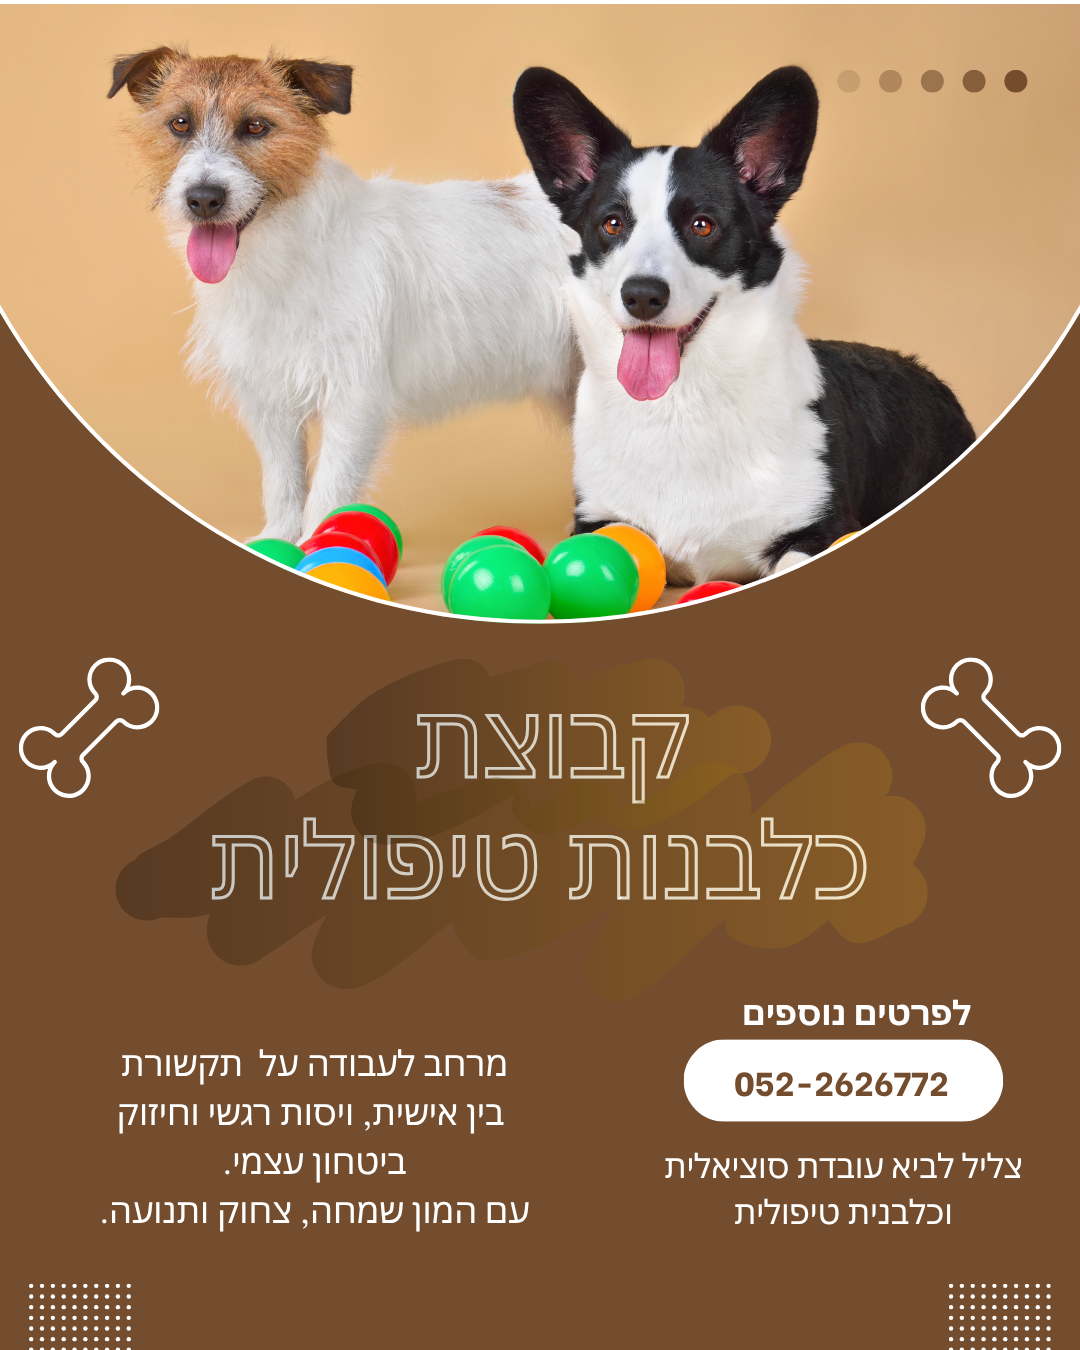 קבוצת
כלבנות טיפולית
לפרטים נוספים
052-2626772
צליל לביא עובדת סוציאלית
וכלבנית טיפולית
מרחב לעבודה על תקשורת
בין אישית, ויסות רגשי וחיזוק
ביטחון עצמי.
עם המון שמחה, צחוק ותנועה.